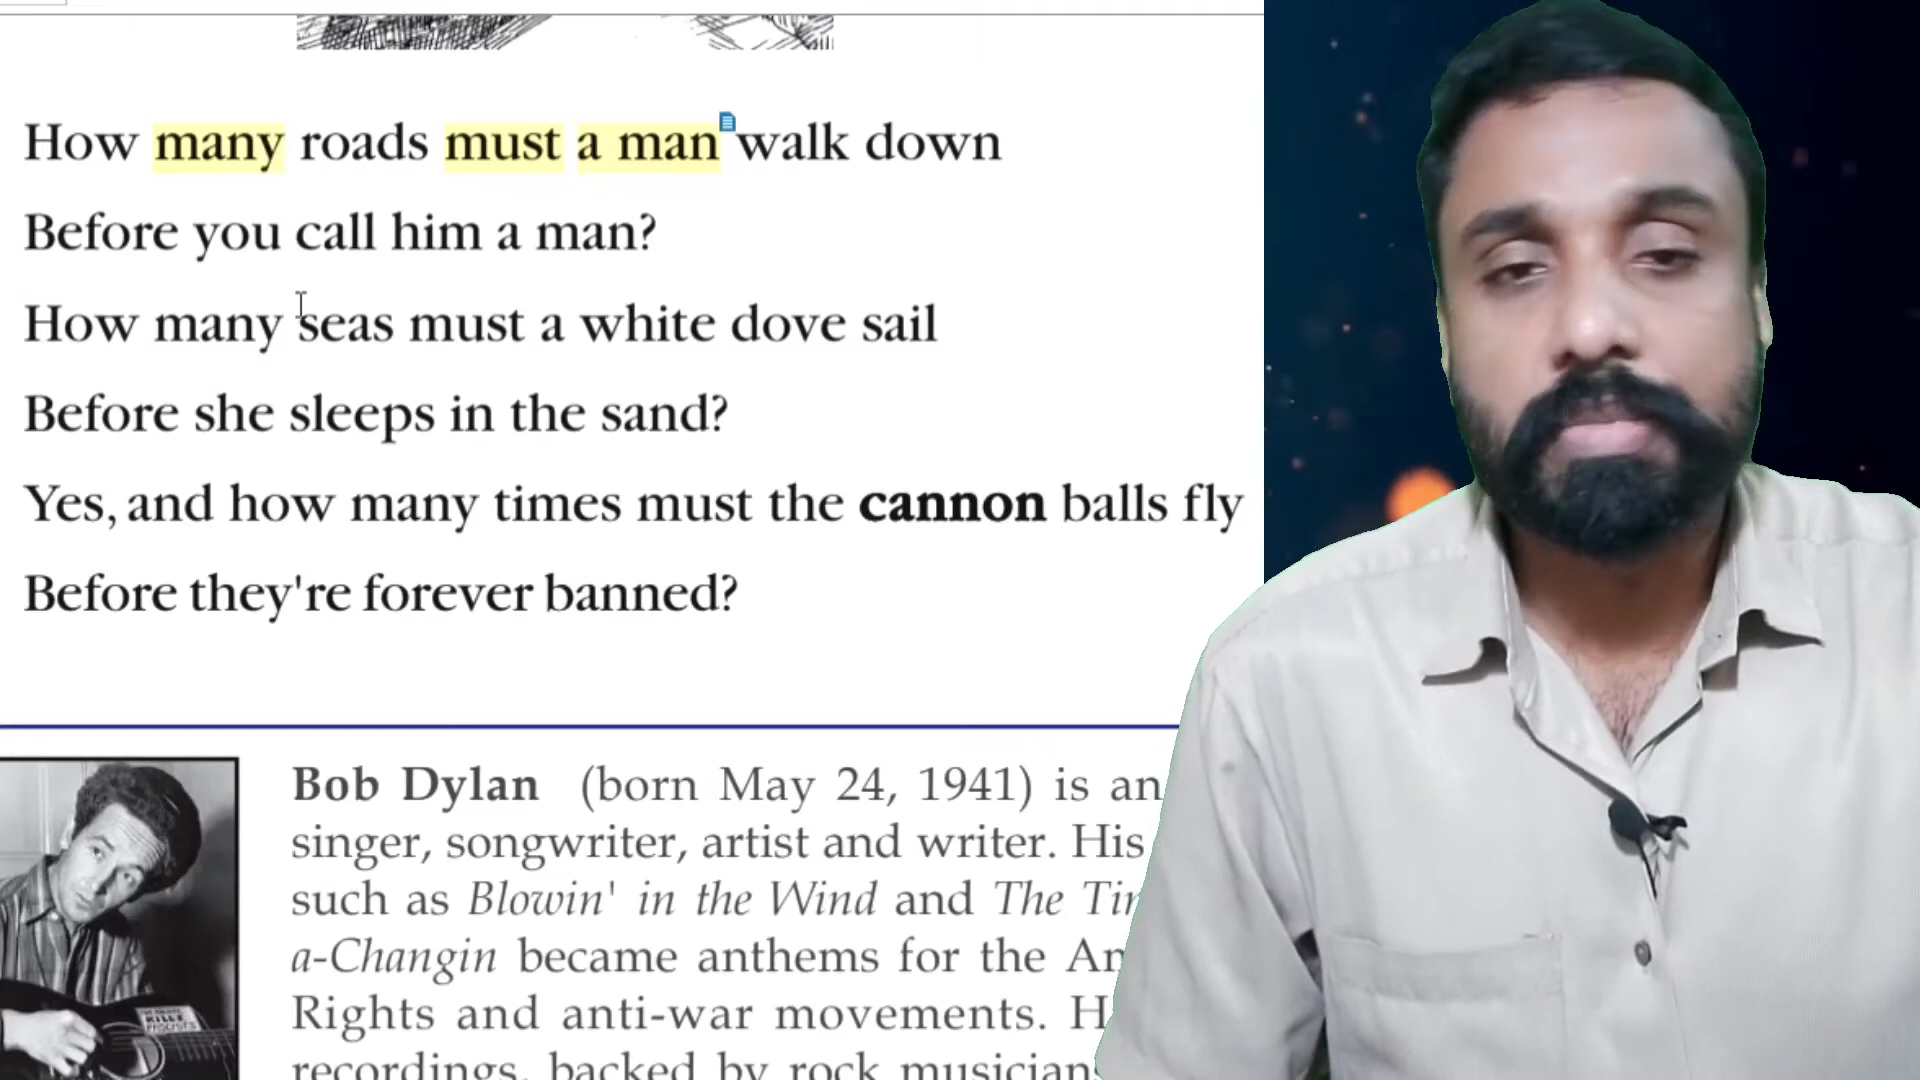 How many roads must a man walk down
Before you call him a man?
How many seas must a white dove sail
Before she sleeps in the sand?
Yes, and how many times must the cannon balls fly
Before they're forever banned?
Bob Dylan (born May 24, 1941) is an
singer, songwriter, artist and writer. His
such as Blowin' in the Wind and The Tim
a-Changin became anthems for the Am
Rights and anti-war movements. H
recordings, backed by rock musicians